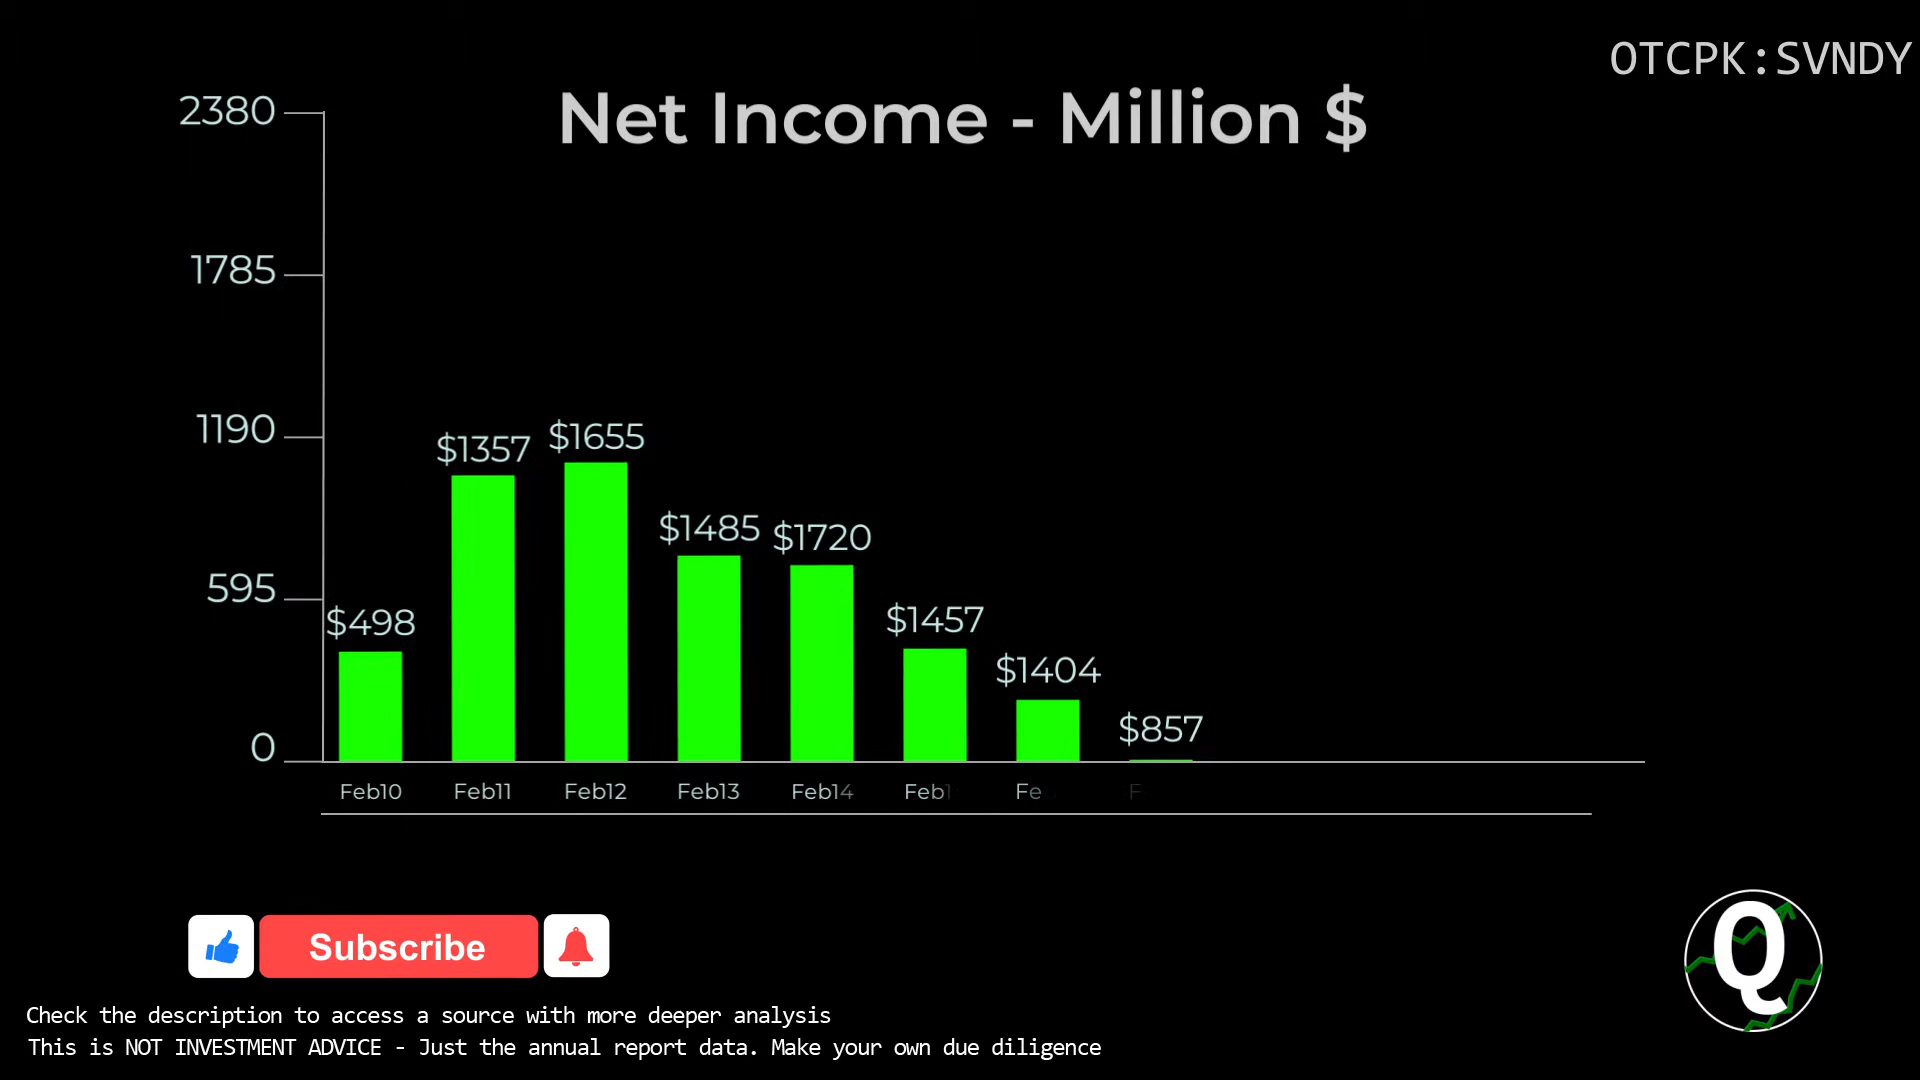 OTCPK:SVNDY
Net Income - Million $
2380
1785
1190
595
0
$498
$1357
$1655
$1485
$1720
$1457
$1404
$857
Feb10 Feb11 Feb12 Feb13 Feb14 Feb1 Fe F
Subscribe
Q
Check the description to access a source with more deeper analysis
This is NOT INVESTMENT ADVICE - Just the annual report data. Make your own due diligence